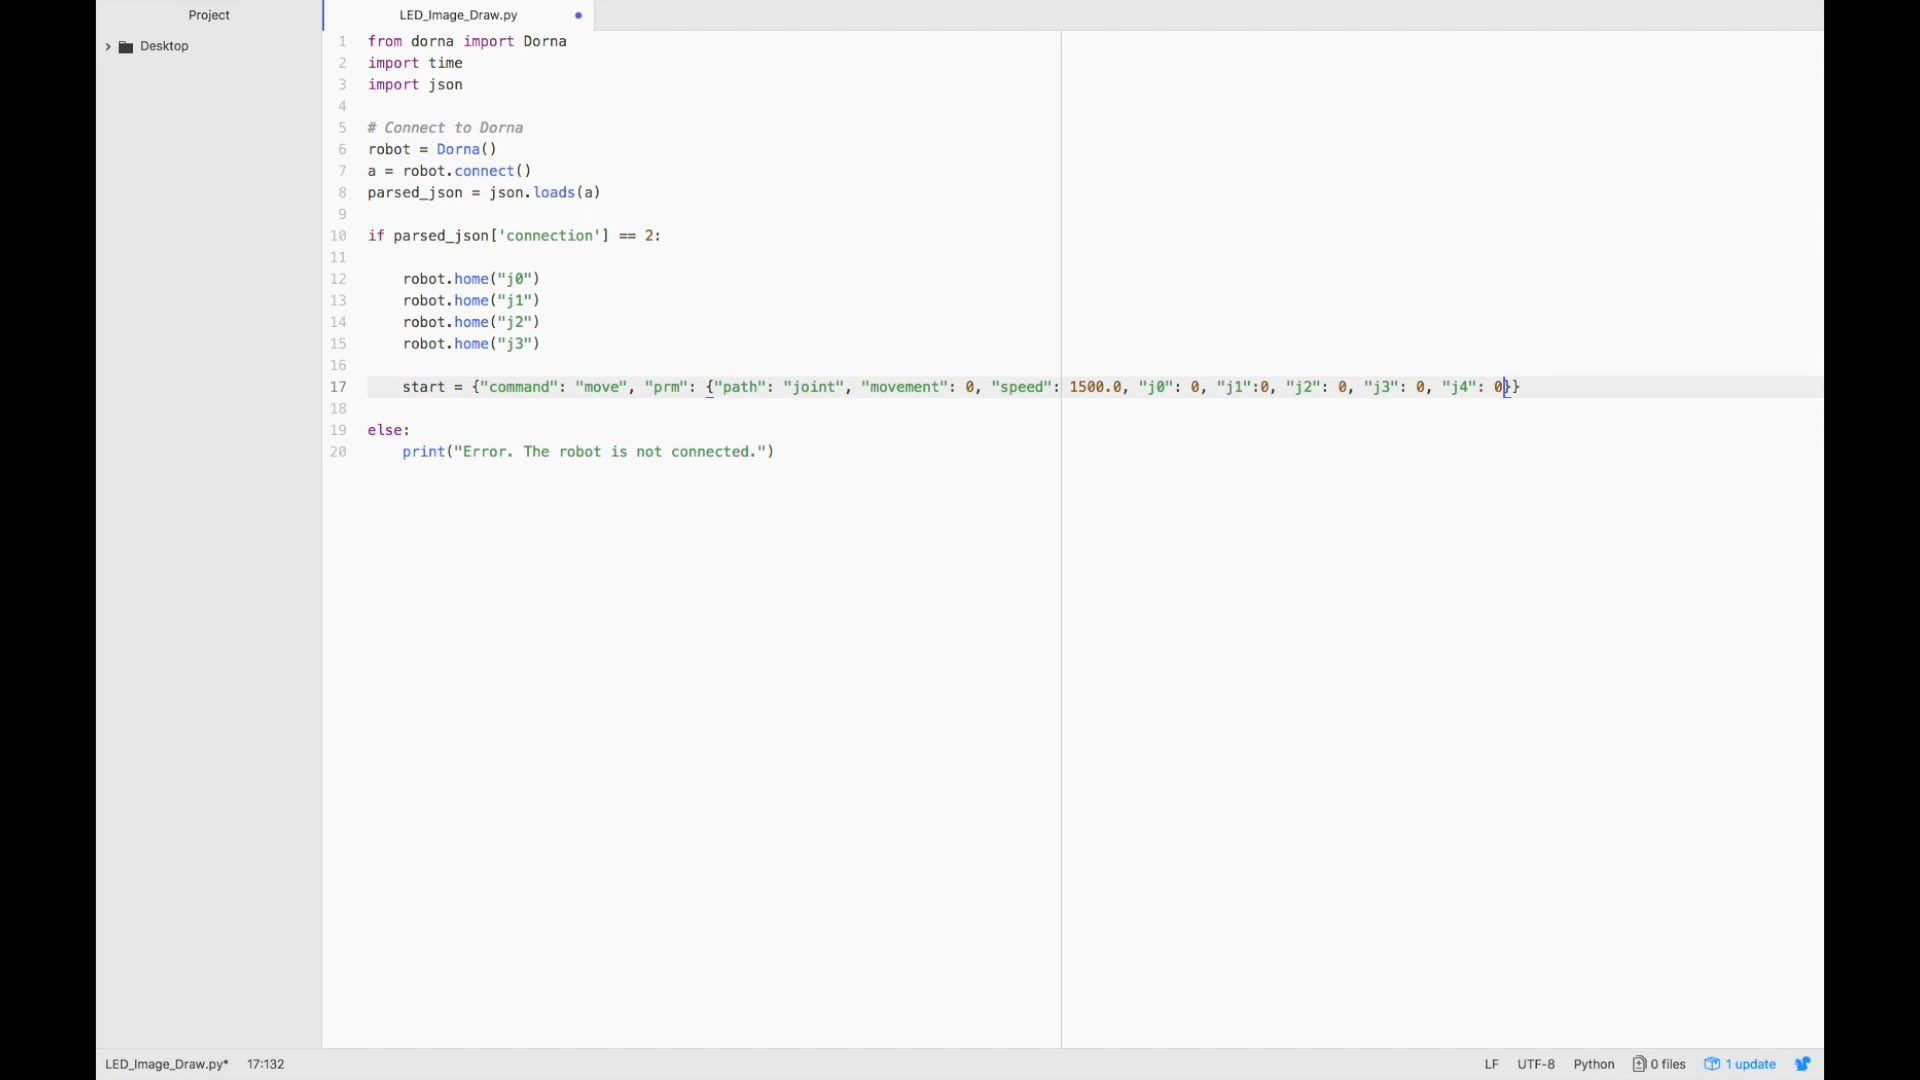 Project
LED_Image_Draw.py
Desktop
1 from dorna import Dorna
2 import time
3 import json
4
5 # Connect to Dorna
6 robot = Dorna()
7 a = robot.connect()
8 parsed_json = json.loads(a)
9
10 if parsed_json['connection'] == 2:
11
12 robot.home("j0")
13 robot.home("j1")
14 robot.home("j2")
15 robot.home("j3")
16
17 start = {"command": "move", "prm": {"path": "joint", "movement": 0, "speed": 1500.0, "j0": 0, "j1":0, "j2": 0, "j3": 0, "j4": 0}}
18
19 else:
20 print("Error. The robot is not connected.")
LED_Image_Draw.py* 17:132 LF UTF-8 Python 0 files 1 update